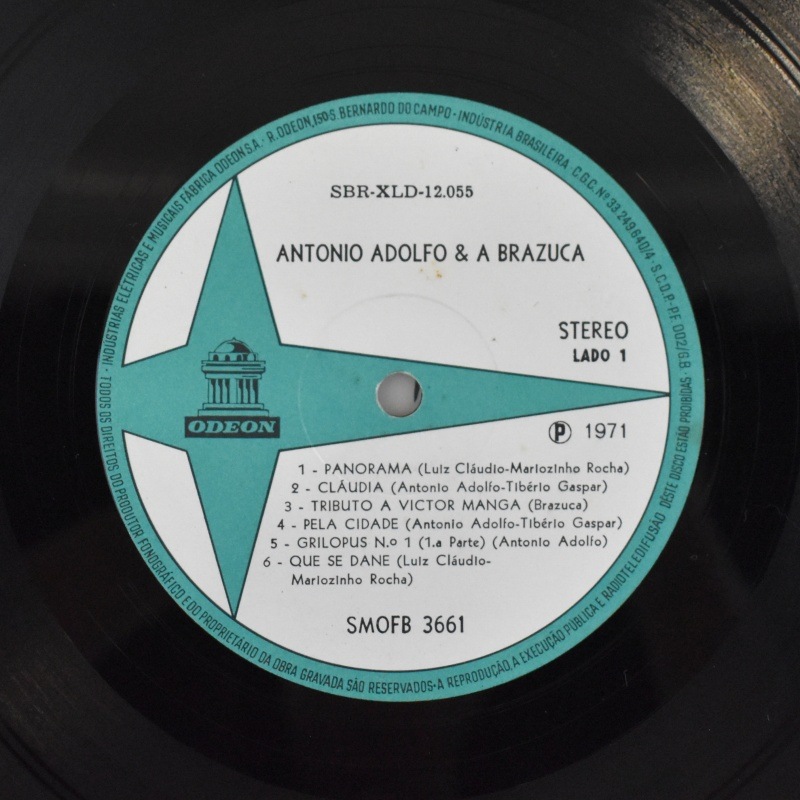 INDÚSTRIAS ELÉTRICAS E MUSICAIS FÁBRICA ODEON S.A. · R. ODEON, 150 S. BERNARDO DO CAMPO · INDÚSTRIA BRASILEIRA · C.G.C. Nº 33 249 640/4 · S.C.D.P.-PF 002/6.B
SBR-XLD-12.055
ANTONIO ADOLFO & A BRAZUCA
STEREO
LADO 1
ODEON
P 1971
1 - PANORAMA (Luiz Cláudio-Mariozinho Rocha)
2 - CLÁUDIA (Antonio Adolfo-Tibério Gaspar)
3 - TRIBUTO A VICTOR MANGA (Brazuca)
4 - PELA CIDADE (Antonio Adolfo-Tibério Gaspar)
5 - GRILOPUS N.o 1 (1.a Parte) (Antonio Adolfo)
6 - QUE SE DANE (Luiz Cláudio-
Mariozinho Rocha)
SMOFB 3661
TODOS OS DIREITOS DO PRODUTOR FONOGRÁFICO E DO PROPRIETÁRIO DA OBRA GRAVADA SÃO RESERVADOS · A REPRODUÇÃO, A EXECUÇÃO PÚBLICA E RADIOTELEDIFUSÃO DÊSTE DISCO ESTÃO PROIBIDAS ·